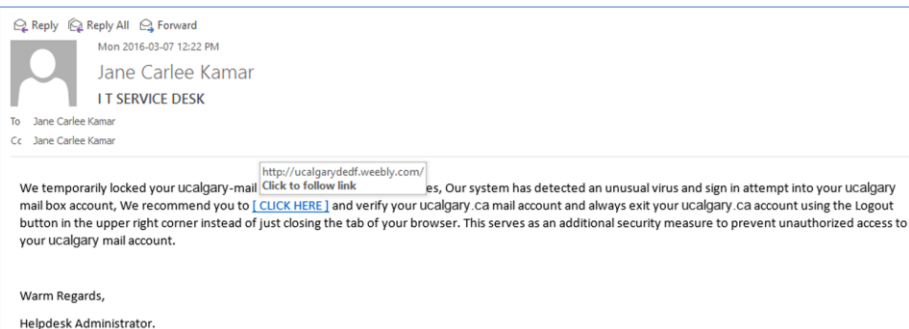 Reply Reply All Forward
Mon 2016-03-07 12:22 PM
Jane Carlee Kamar
I T SERVICE DESK
To Jane Carlee Kamar
Cc Jane Carlee Kamar
http://ucalgarydedf.weebly.com/
Click to follow link
We temporarily locked your ucalgary-mail es, Our system has detected an unusual virus and sign in attempt into your ucalgary
mail box account, We recommend you to [ CLICK HERE ] and verify your ucalgary.ca mail account and always exit your ucalgary.ca account using the Logout
button in the upper right corner instead of just closing the tab of your browser. This serves as an additional security measure to prevent unauthorized access to
your ucalgary mail account.
Warm Regards,
Helpdesk Administrator.